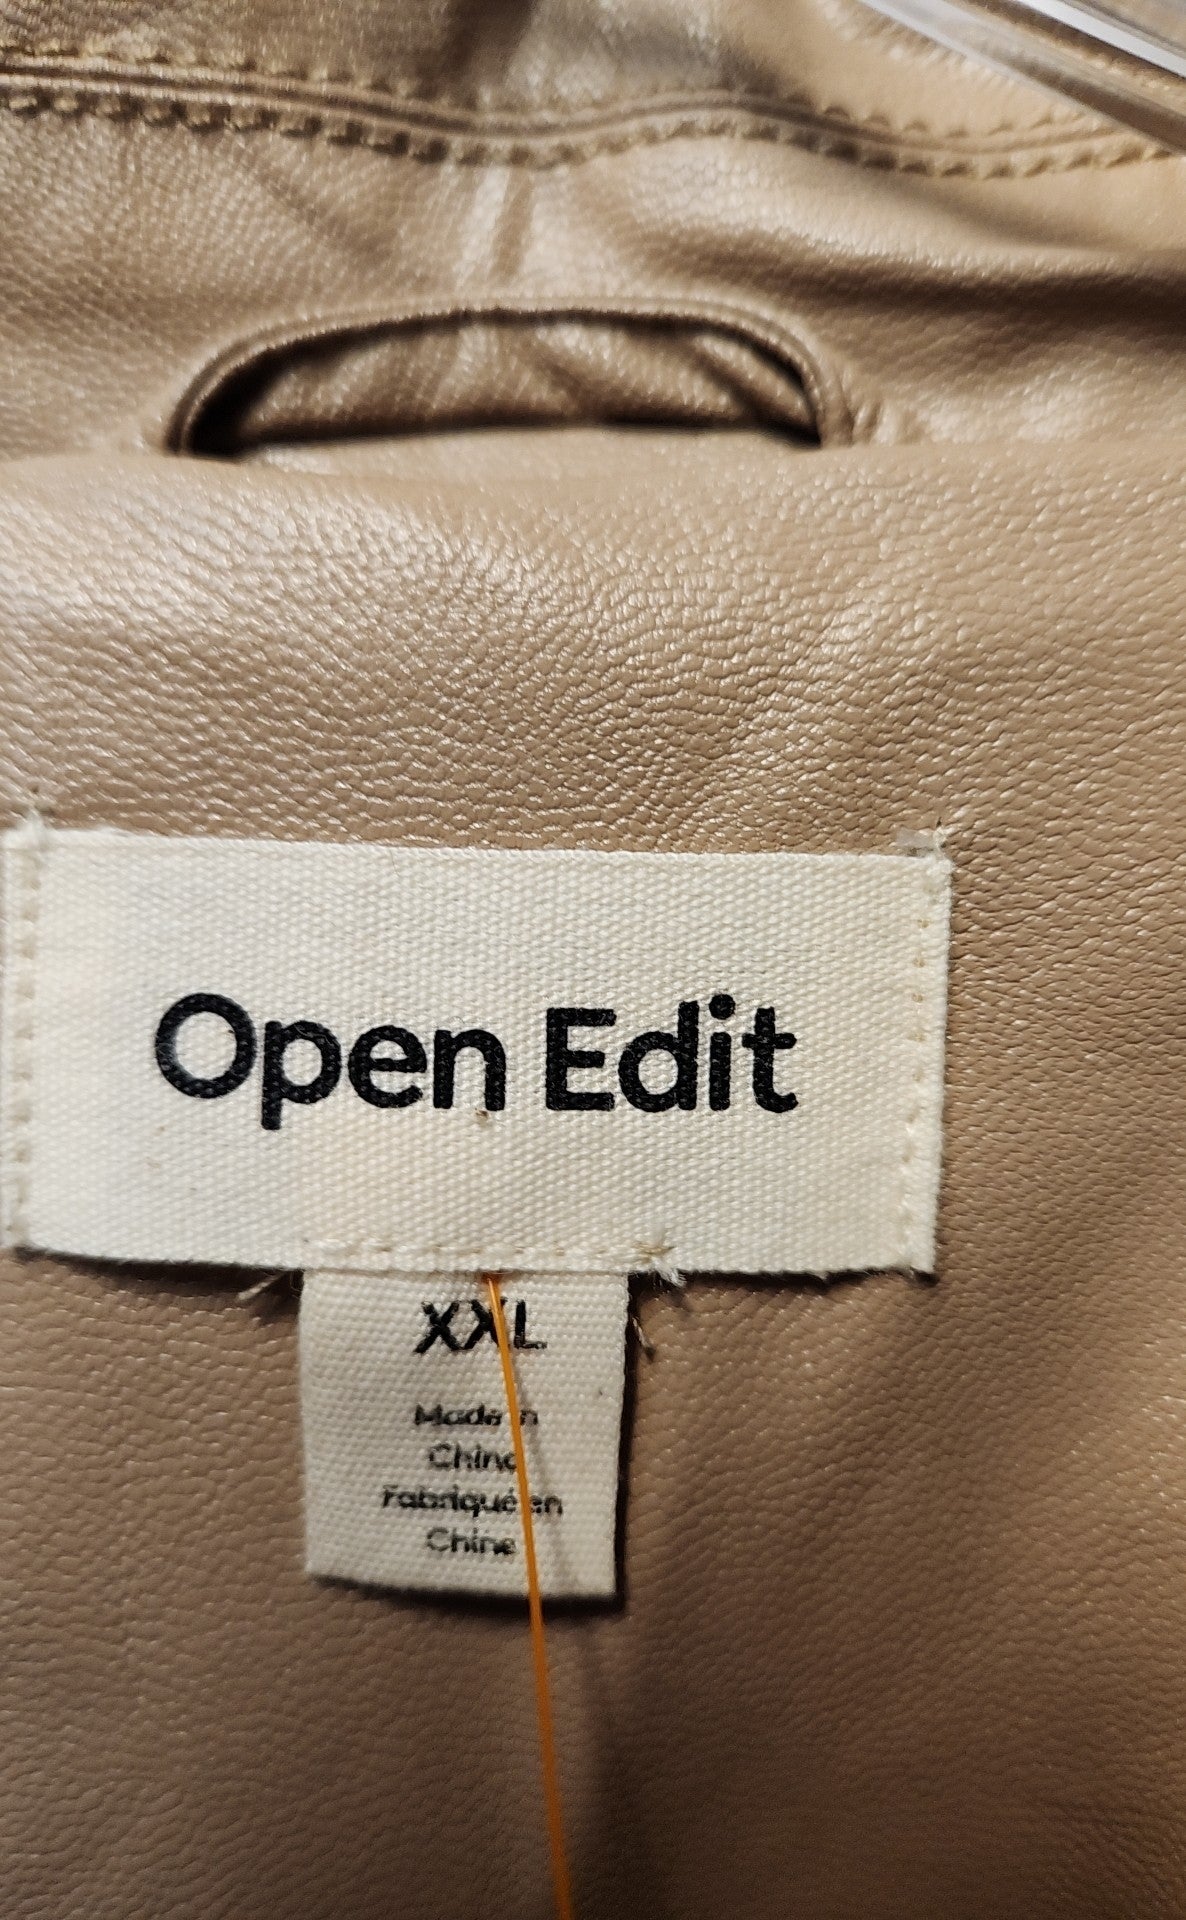 Open Edit
XXL
Made in
China
Fabriqué en
Chine